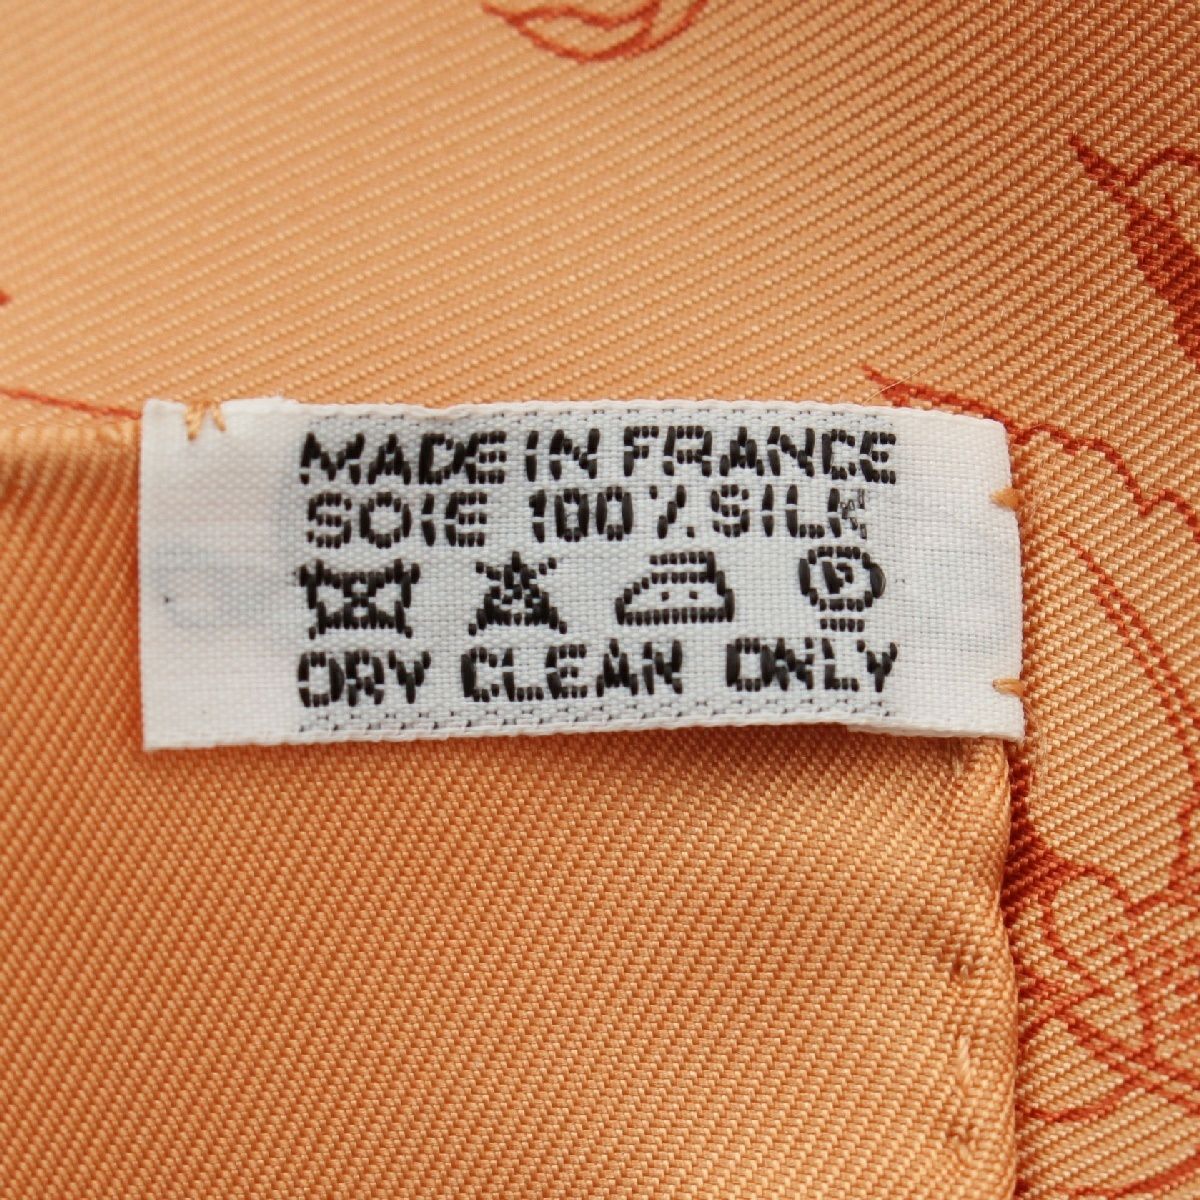 MADE IN FRANCE
SOIE 100% SILK
P
DRY CLEAN ONLY